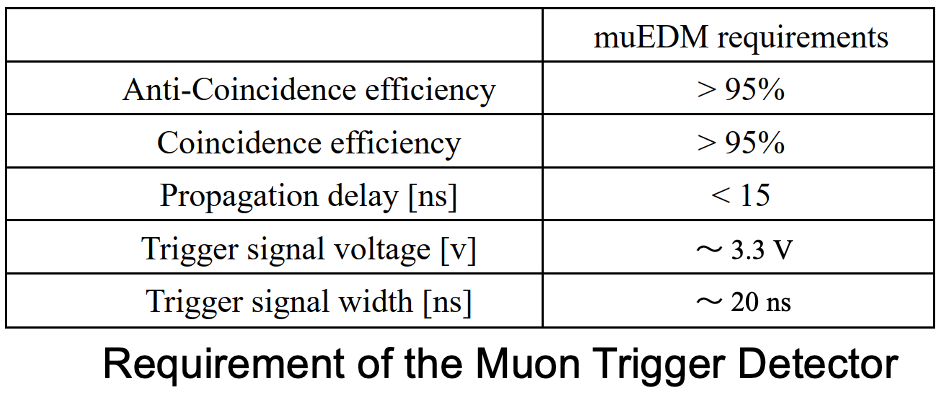 muEDM requirements
Anti-Coincidence efficiency > 95%
Coincidence efficiency > 95%
Propagation delay [ns] < 15
Trigger signal voltage [v] ～ 3.3 V
Trigger signal width [ns] ～ 20 ns
Requirement of the Muon Trigger Detector